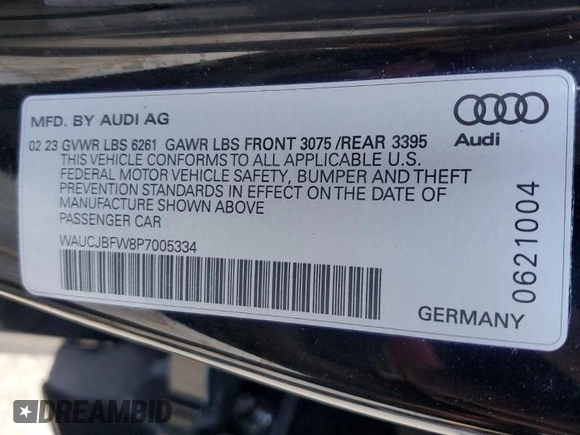 MFD. BY AUDI AG
02 23 GVWR LBS 6261 GAWR LBS FRONT 3075 /REAR 3395
THIS VEHICLE CONFORMS TO ALL APPLICABLE U.S.
FEDERAL MOTOR VEHICLE SAFETY, BUMPER AND THEFT
PREVENTION STANDARDS IN EFFECT ON THE DATE OF
MANUFACTURE SHOWN ABOVE
PASSENGER CAR
WAUCJBFW8P7005334
Audi
0621004
GERMANY
DREAMBID